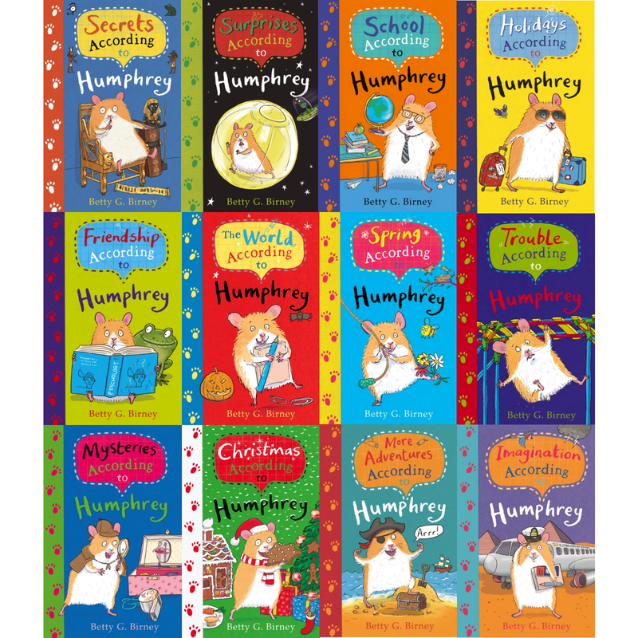 Secrets
According
to
Humphrey
Betty G. Birney
Surprises
According
to
Humphrey
Betty G. Birney
School
According
to
Humphrey
Betty G. Birney
Holidays
According
to
Humphrey
Betty G. Birney
Friendship
According
to
Humphrey
Betty G. Birney
The World
According
to
Humphrey
Betty G. Birney
Spring
According
to
Humphrey
Betty G. Birney
Trouble
According
to
Humphrey
Betty G. Birney
Mysteries
According
to
Humphrey
Betty G. Birney
Christmas
According
to
Humphrey
Betty G. Birney
More
Adventures
According
to
Humphrey
Arrr!
Betty G. Birney
Imagination
According
to
Humphrey
Betty G. Birney